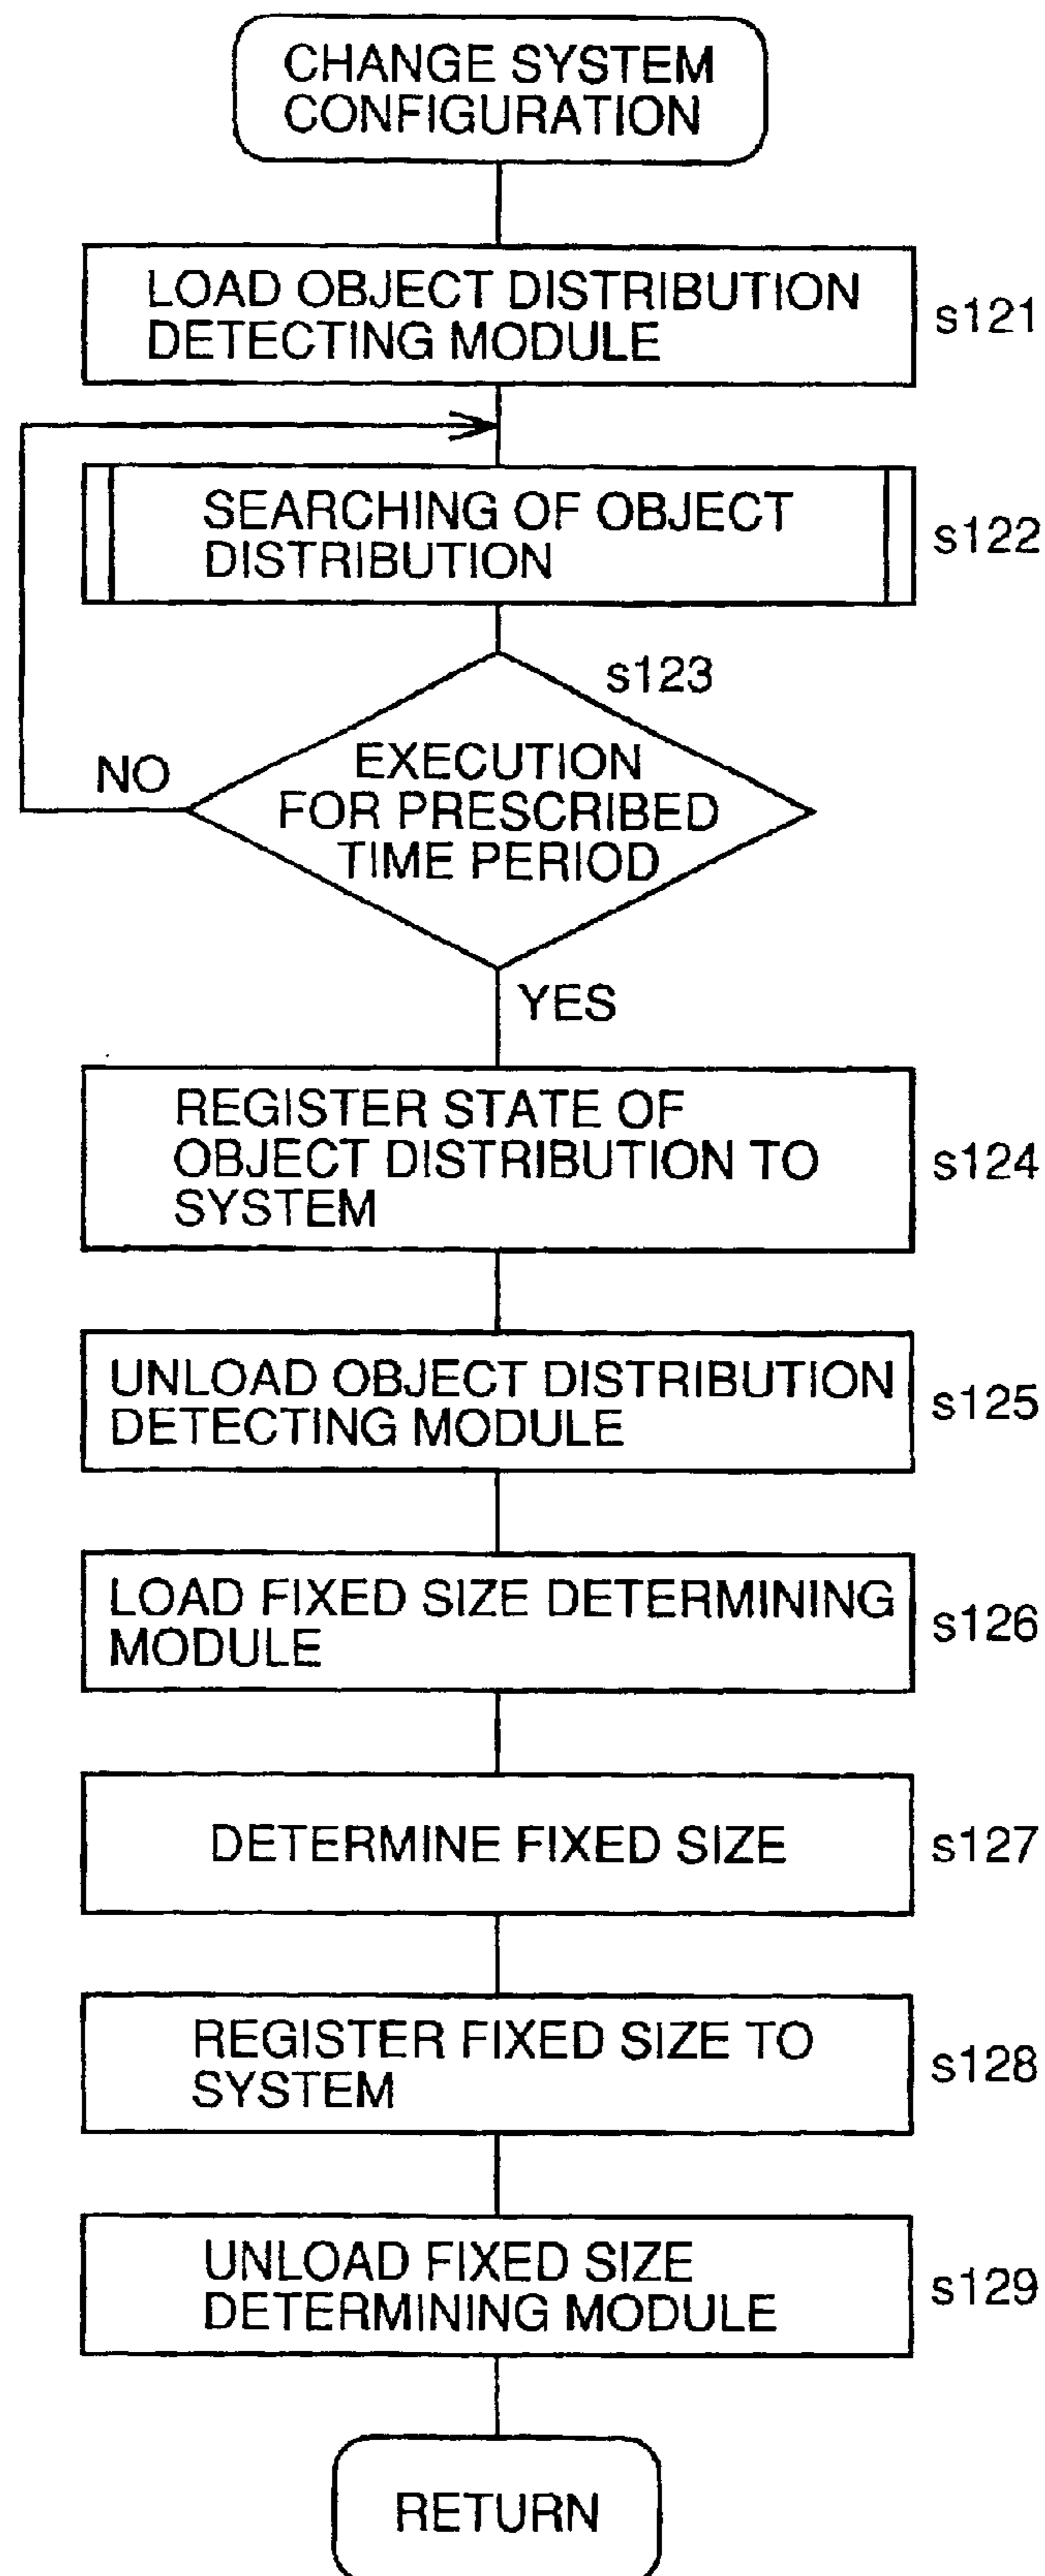 CHANGE SYSTEM
CONFIGURATION
LOAD OBJECT DISTRIBUTION
DETECTING MODULE
s121
SEARCHING OF OBJECT
DISTRIBUTION
s122
s123
NO
EXECUTION
FOR PRESCRIBED
TIME PERIOD
YES
REGISTER STATE OF
OBJECT DISTRIBUTION TO
SYSTEM
s124
UNLOAD OBJECT DISTRIBUTION
DETECTING MODULE
s125
LOAD FIXED SIZE DETERMINING
MODULE
s126
DETERMINE FIXED SIZE
s127
REGISTER FIXED SIZE TO
SYSTEM
s128
UNLOAD FIXED SIZE
DETERMINING MODULE
s129
RETURN